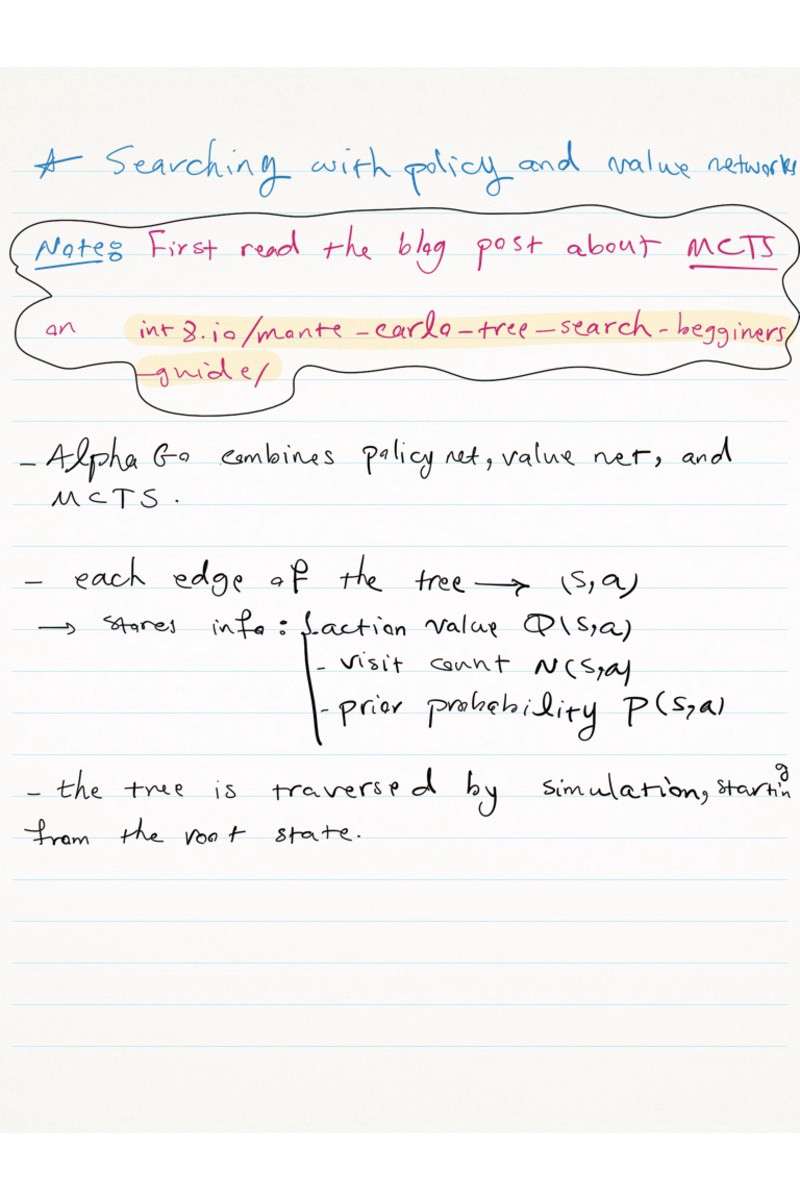 * Searching with policy and value networks
Note: First read the blog post about MCTS
on int8.io/monte-carlo-tree-search-begginers
-guide/
- Alpha Go combines policy net, value net, and
MCTS.
- each edge of the tree → (s,a)
→ stores info: - action value Q(s,a)
- visit count N(s,a)
- prior probability P(s,a)
- the tree is traversed by simulation, starting
from the root state.